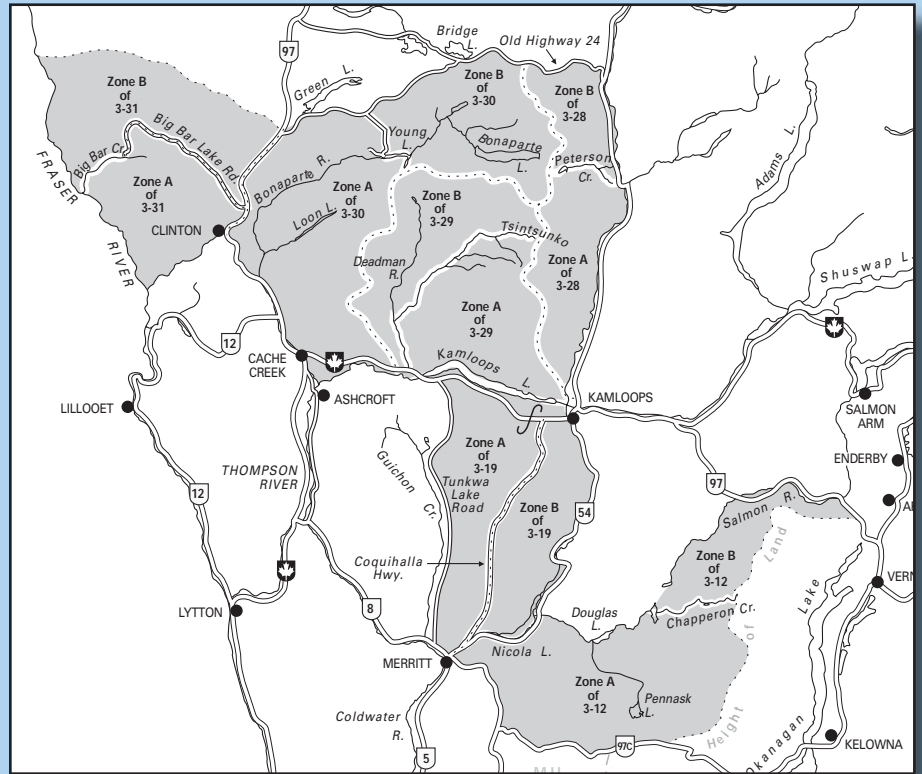 97
Bridge
L.
Old Highway 24
Zone B
of
3-31
Green L.
Zone B
of
3-30
Zone B
of
3-28
Big Bar Cr.
Big Bar Lake Rd.
Young
L.
Bonaparte
L.
Peterson
Cr.
Adams L.
FRASER
RIVER
Zone A
of
3-31
Bonaparte R.
Zone A
of
3-30
Loon L.
Zone B
of
3-29
Tsintsunko
CLINTON
Deadman
R.
Zone A
of
3-28
Shuswap L.
Zone A
of
3-29
12
CACHE
CREEK
Kamloops
L.
KAMLOOPS
LILLOOET
ASHCROFT
SALMON
ARM
Zone A
of
3-19
Guichon
Cr.
Tunkwa
Lake
Road
ENDERBY
THOMPSON
RIVER
12
97
Salmon R.
54
Zone B
of
3-19
Zone B
of
3-12
Height of Land
Coquihalla
Hwy.
Lake
VERN
LYTTON
8
Douglas
L.
Chapperon Cr.
MERRITT
Nicola L.
Zone A
of
3-12
Pennask
L.
Coldwater
R.
5
97C
Okanagan
KELOWNA